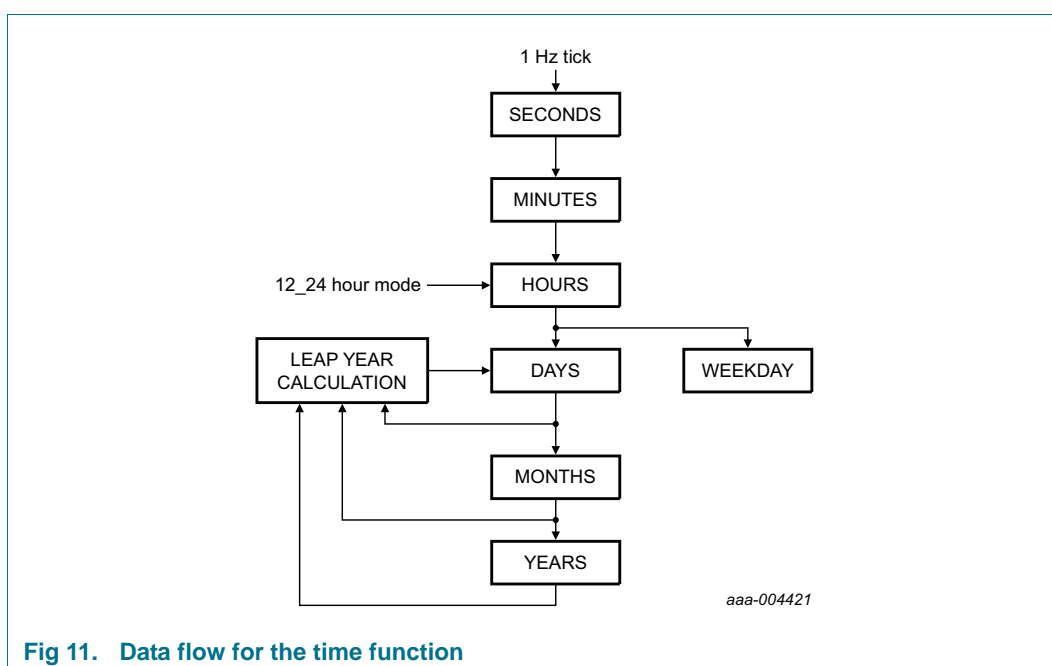 1 Hz tick
SECONDS
MINUTES
12_24 hour mode
HOURS
LEAP YEAR
CALCULATION
DAYS
WEEKDAY
MONTHS
YEARS
aaa-004421
Fig 11. Data flow for the time function